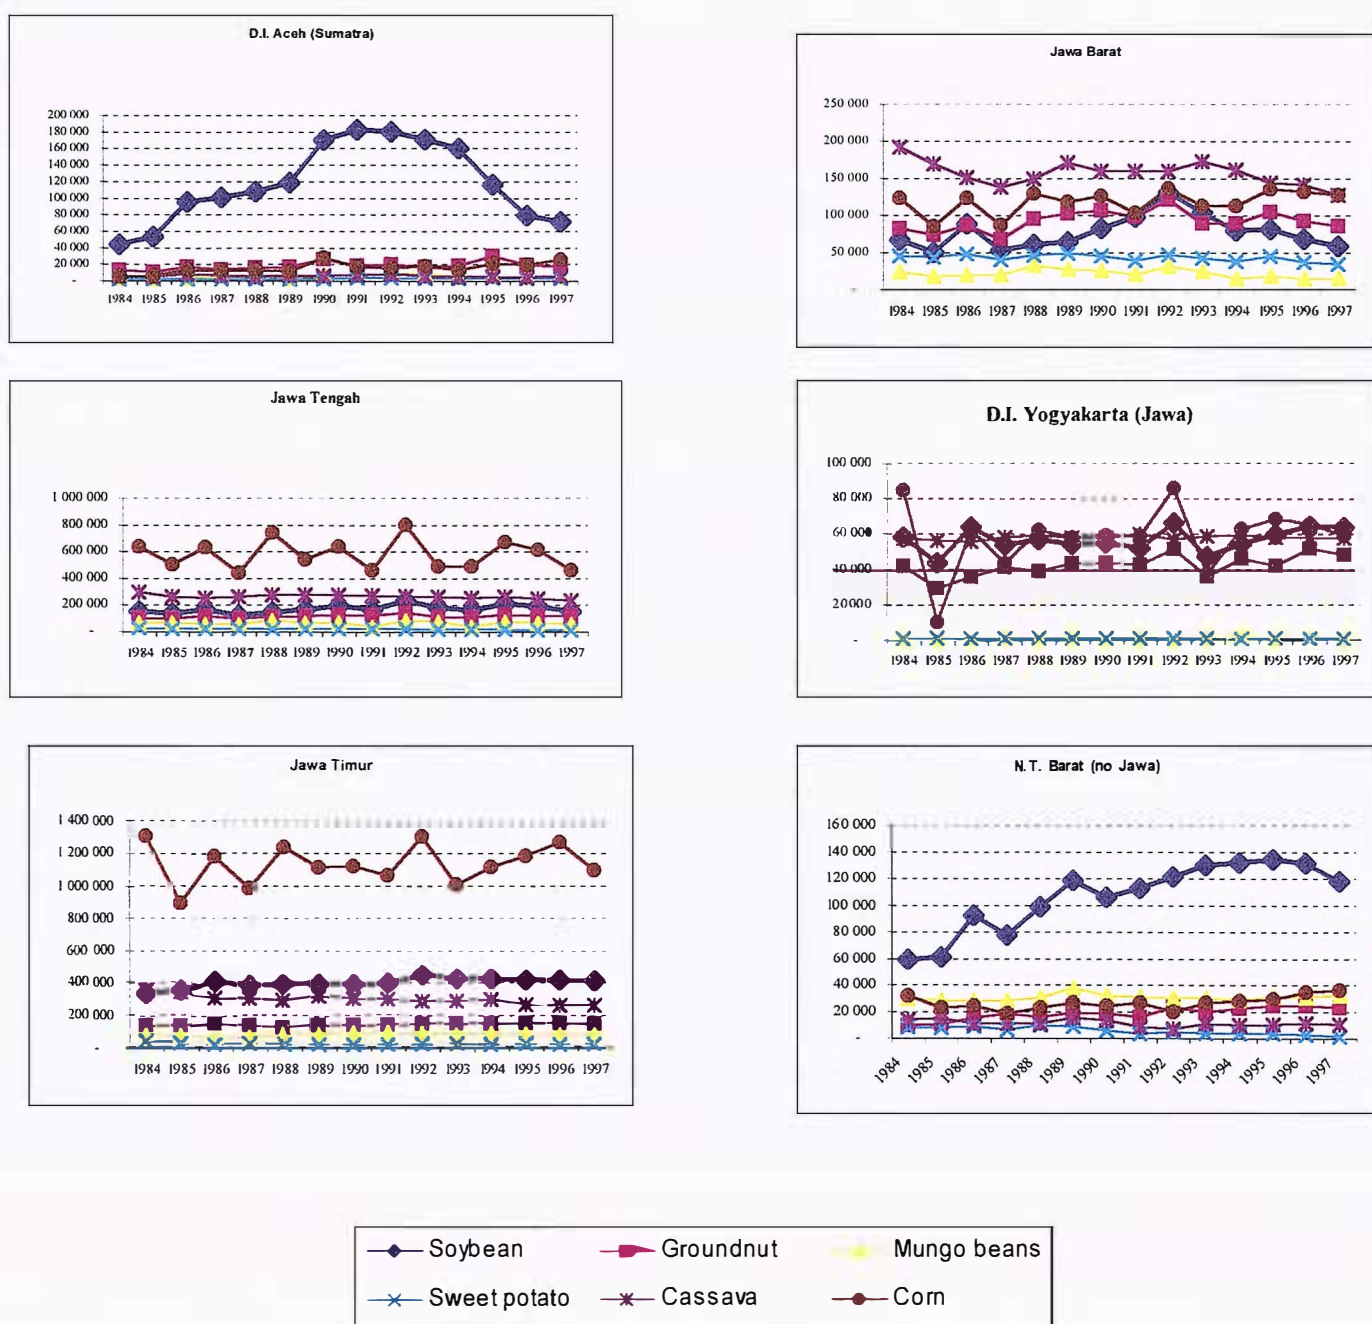 D.I. Aceh (Sumatra)
200 000
180 000
160 000
140 000
120 000
100 000
80 000
60 000
40 000
20 000
-
1984 1985 1986 1987 1988 1989 1990 1991 1992 1993 1994 1995 1996 1997
Jawa Barat
250 000
200 000
150 000
100 000
50 000
-
1984 1985 1986 1987 1988 1989 1990 1991 1992 1993 1994 1995 1996 1997
Jawa Tengah
1 000 000
800 000
600 000
400 000
200 000
-
1984 1985 1986 1987 1988 1989 1990 1991 1992 1993 1994 1995 1996 1997
D.I. Yogyakarta (Jawa)
100 000
80 000
60 000
40 000
20 000
-
1984 1985 1986 1987 1988 1989 1990 1991 1992 1993 1994 1995 1996 1997
Jawa Timur
1 400 000
1 200 000
1 000 000
800 000
600 000
400 000
200 000
-
1984 1985 1986 1987 1988 1989 1990 1991 1992 1993 1994 1995 1996 1997
N.T. Barat (no Jawa)
160 000
140 000
120 000
100 000
80 000
60 000
40 000
20 000
-
1984 1985 1986 1987 1988 1989 1990 1991 1992 1993 1994 1995 1996 1997
Soybean Groundnut Mungo beans
Sweet potato Cassava Corn